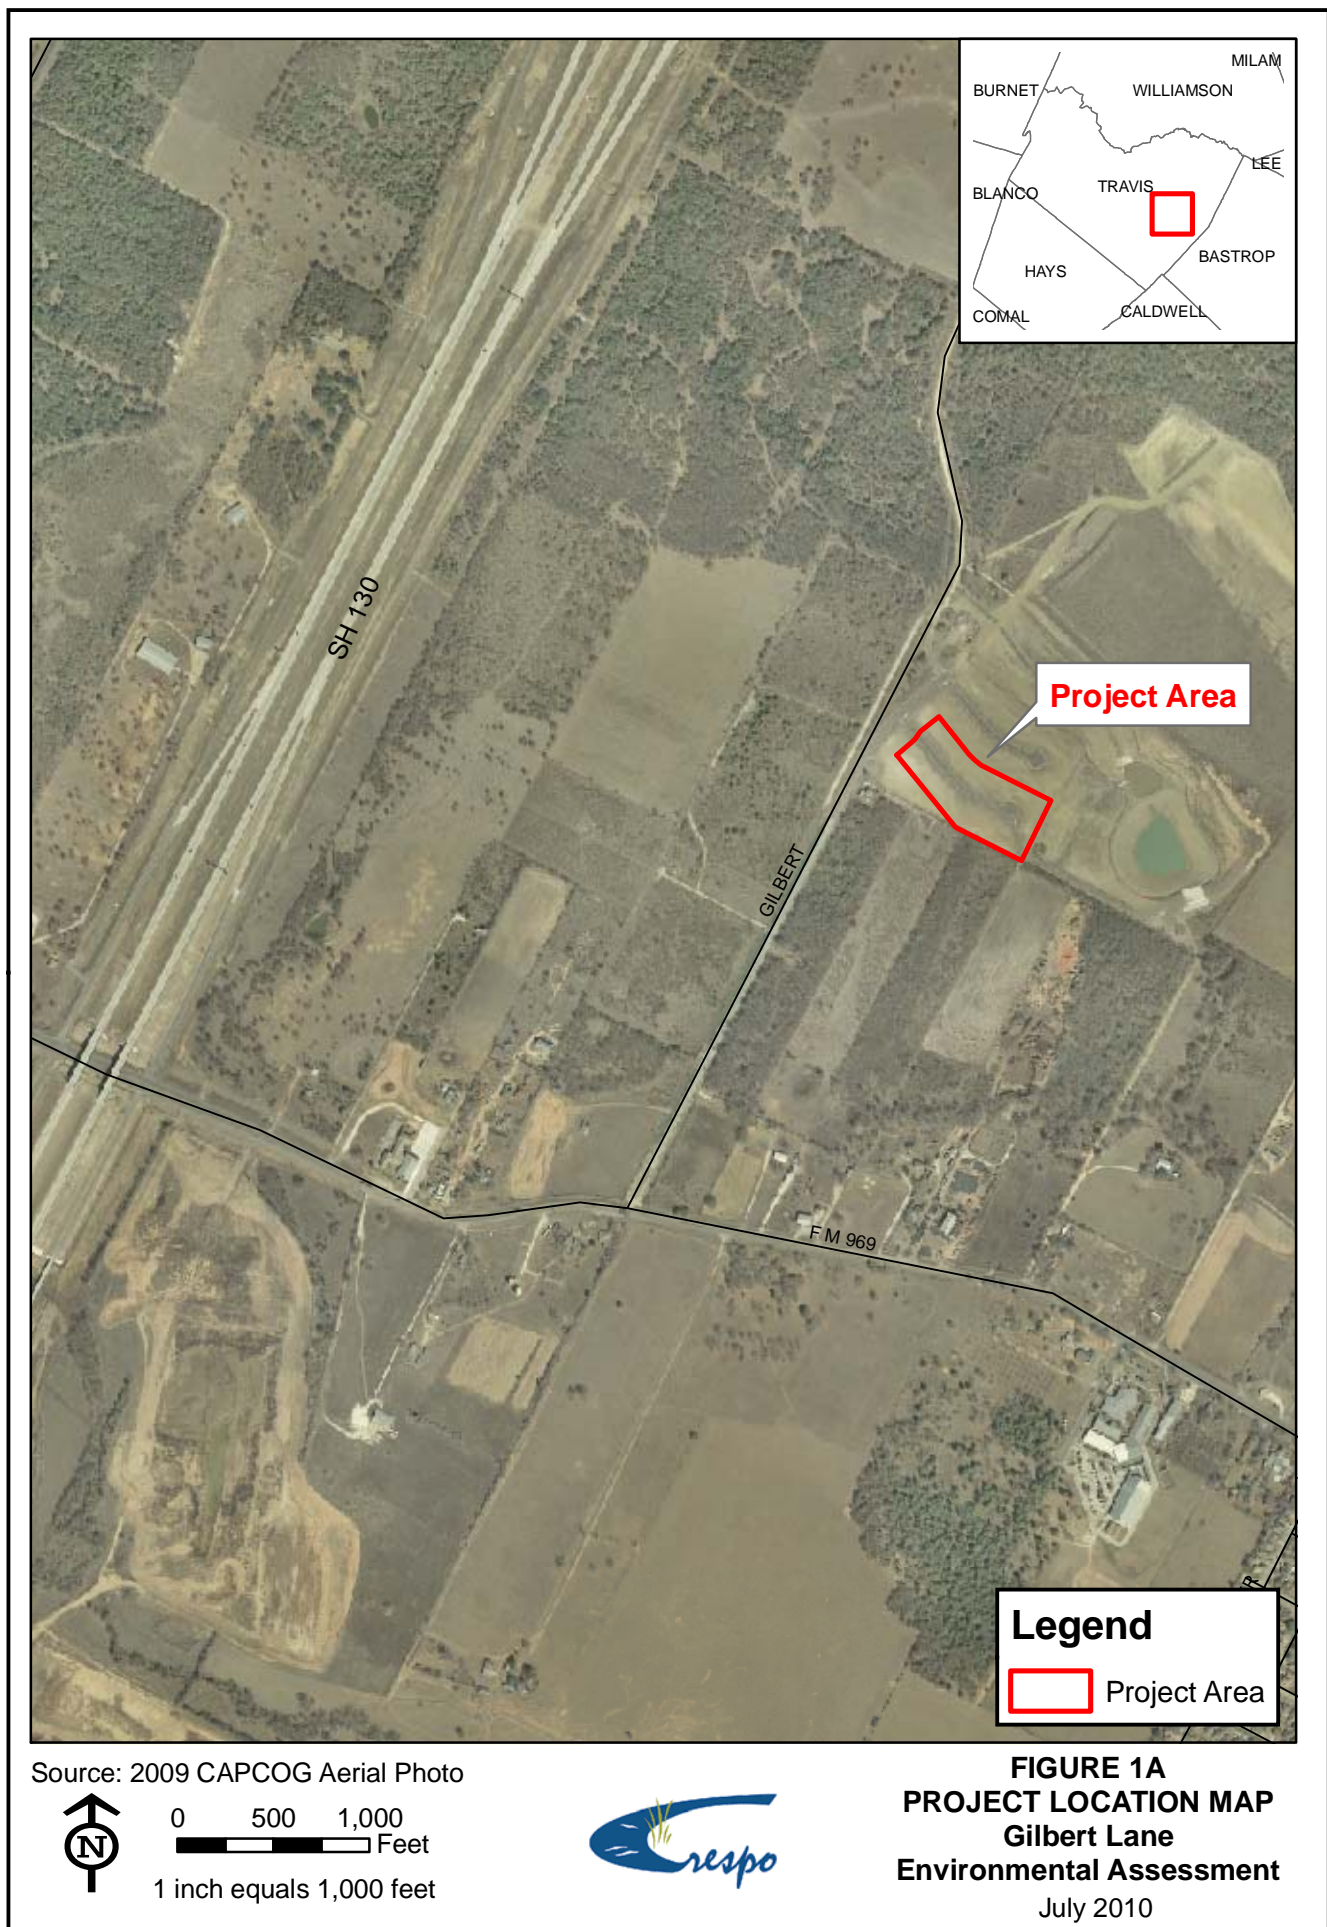 MILAM
BURNET
WILLIAMSON
LEE
TRAVIS
BLANCO
BASTROP
HAYS
CALDWELL
COMAL
SH 130
Project Area
GILBERT
F M 969
R
Legend
Project Area
Source: 2009 CAPCOG Aerial Photo
N
0 500 1,000
Feet
1 inch equals 1,000 feet
Crespo
FIGURE 1A
PROJECT LOCATION MAP
Gilbert Lane
Environmental Assessment
July 2010